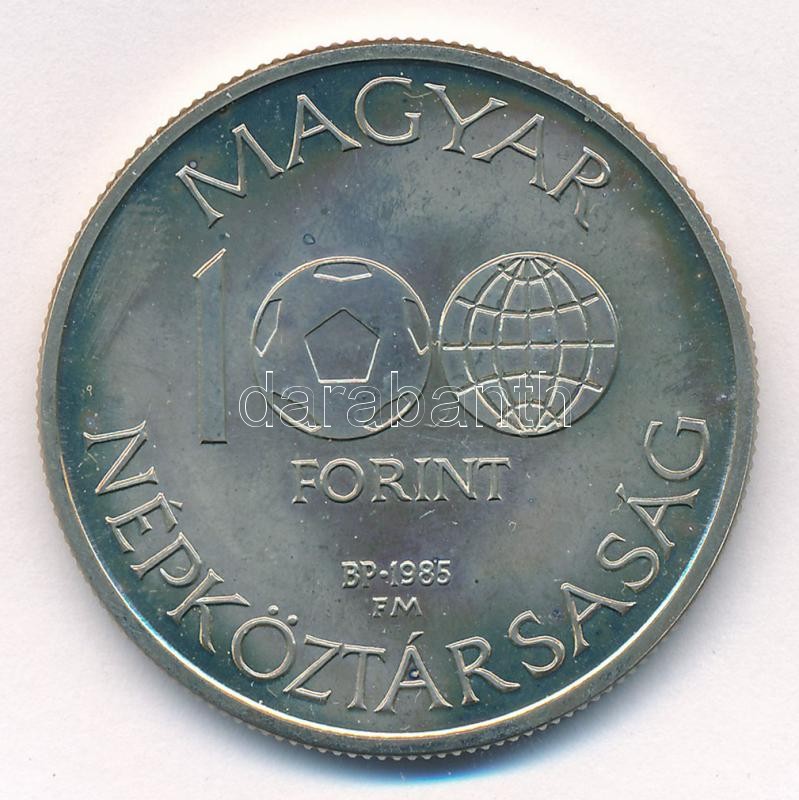 MAGYAR
100
darabanth
FORINT
BP·1985
FM
NÉPKÖZTÁRSASÁG